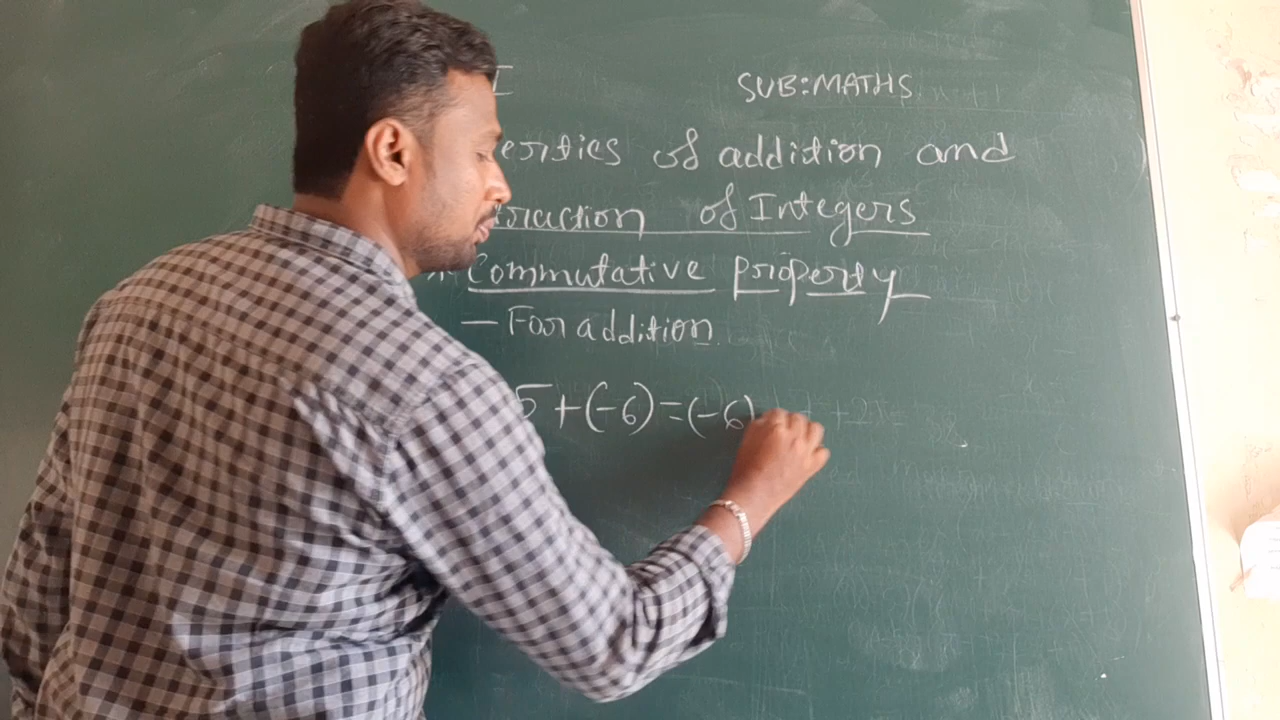 I SUB:MATHS
erties of addition and
traction of Integers
Commutative property
— For addition
5 + (-6) = (-6)